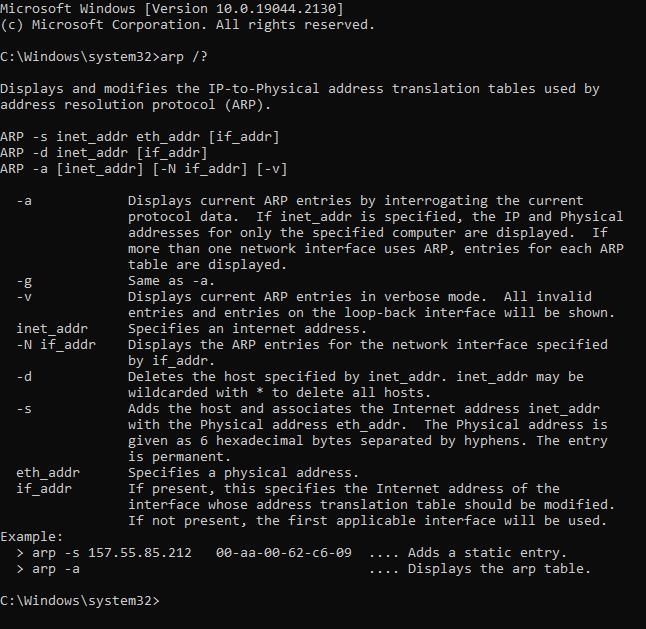 Microsoft Windows [Version 10.0.19044.2130]
(c) Microsoft Corporation. All rights reserved.
C:\Windows\system32>arp /?
Displays and modifies the IP-to-Physical address translation tables used by
address resolution protocol (ARP).
ARP -s inet_addr eth_addr [if_addr]
ARP -d inet_addr [if_addr]
ARP -a [inet_addr] [-N if_addr] [-v]
-a Displays current ARP entries by interrogating the current
protocol data.  If inet_addr is specified, the IP and Physical
addresses for only the specified computer are displayed.  If
more than one network interface uses ARP, entries for each ARP
table are displayed.
-g Same as -a.
-v Displays current ARP entries in verbose mode.  All invalid
entries and entries on the loop-back interface will be shown.
inet_addr Specifies an internet address.
-N if_addr Displays the ARP entries for the network interface specified
by if_addr.
-d Deletes the host specified by inet_addr. inet_addr may be
wildcarded with * to delete all hosts.
-s Adds the host and associates the Internet address inet_addr
with the Physical address eth_addr.  The Physical address is
given as 6 hexadecimal bytes separated by hyphens. The entry
is permanent.
eth_addr Specifies a physical address.
if_addr If present, this specifies the Internet address of the
interface whose address translation table should be modified.
If not present, the first applicable interface will be used.
Example:
> arp -s 157.55.85.212   00-aa-00-62-c6-09  .... Adds a static entry.
> arp -a                                    .... Displays the arp table.
C:\Windows\system32>